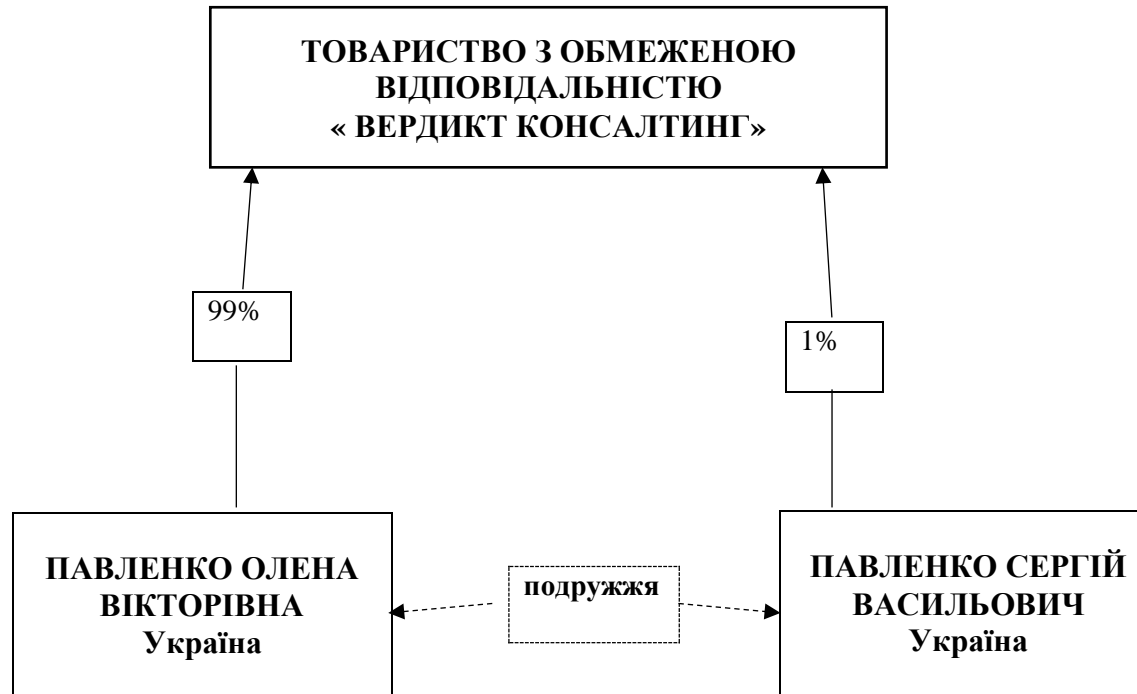 ТОВАРИСТВО З ОБМЕЖЕНОЮ
ВІДПОВІДАЛЬНІСТЮ
« ВЕРДИКТ КОНСАЛТИНГ»
99%
1%
ПАВЛЕНКО ОЛЕНА
ВІКТОРІВНА
Україна
подружжя
ПАВЛЕНКО СЕРГІЙ
ВАСИЛЬОВИЧ
Україна